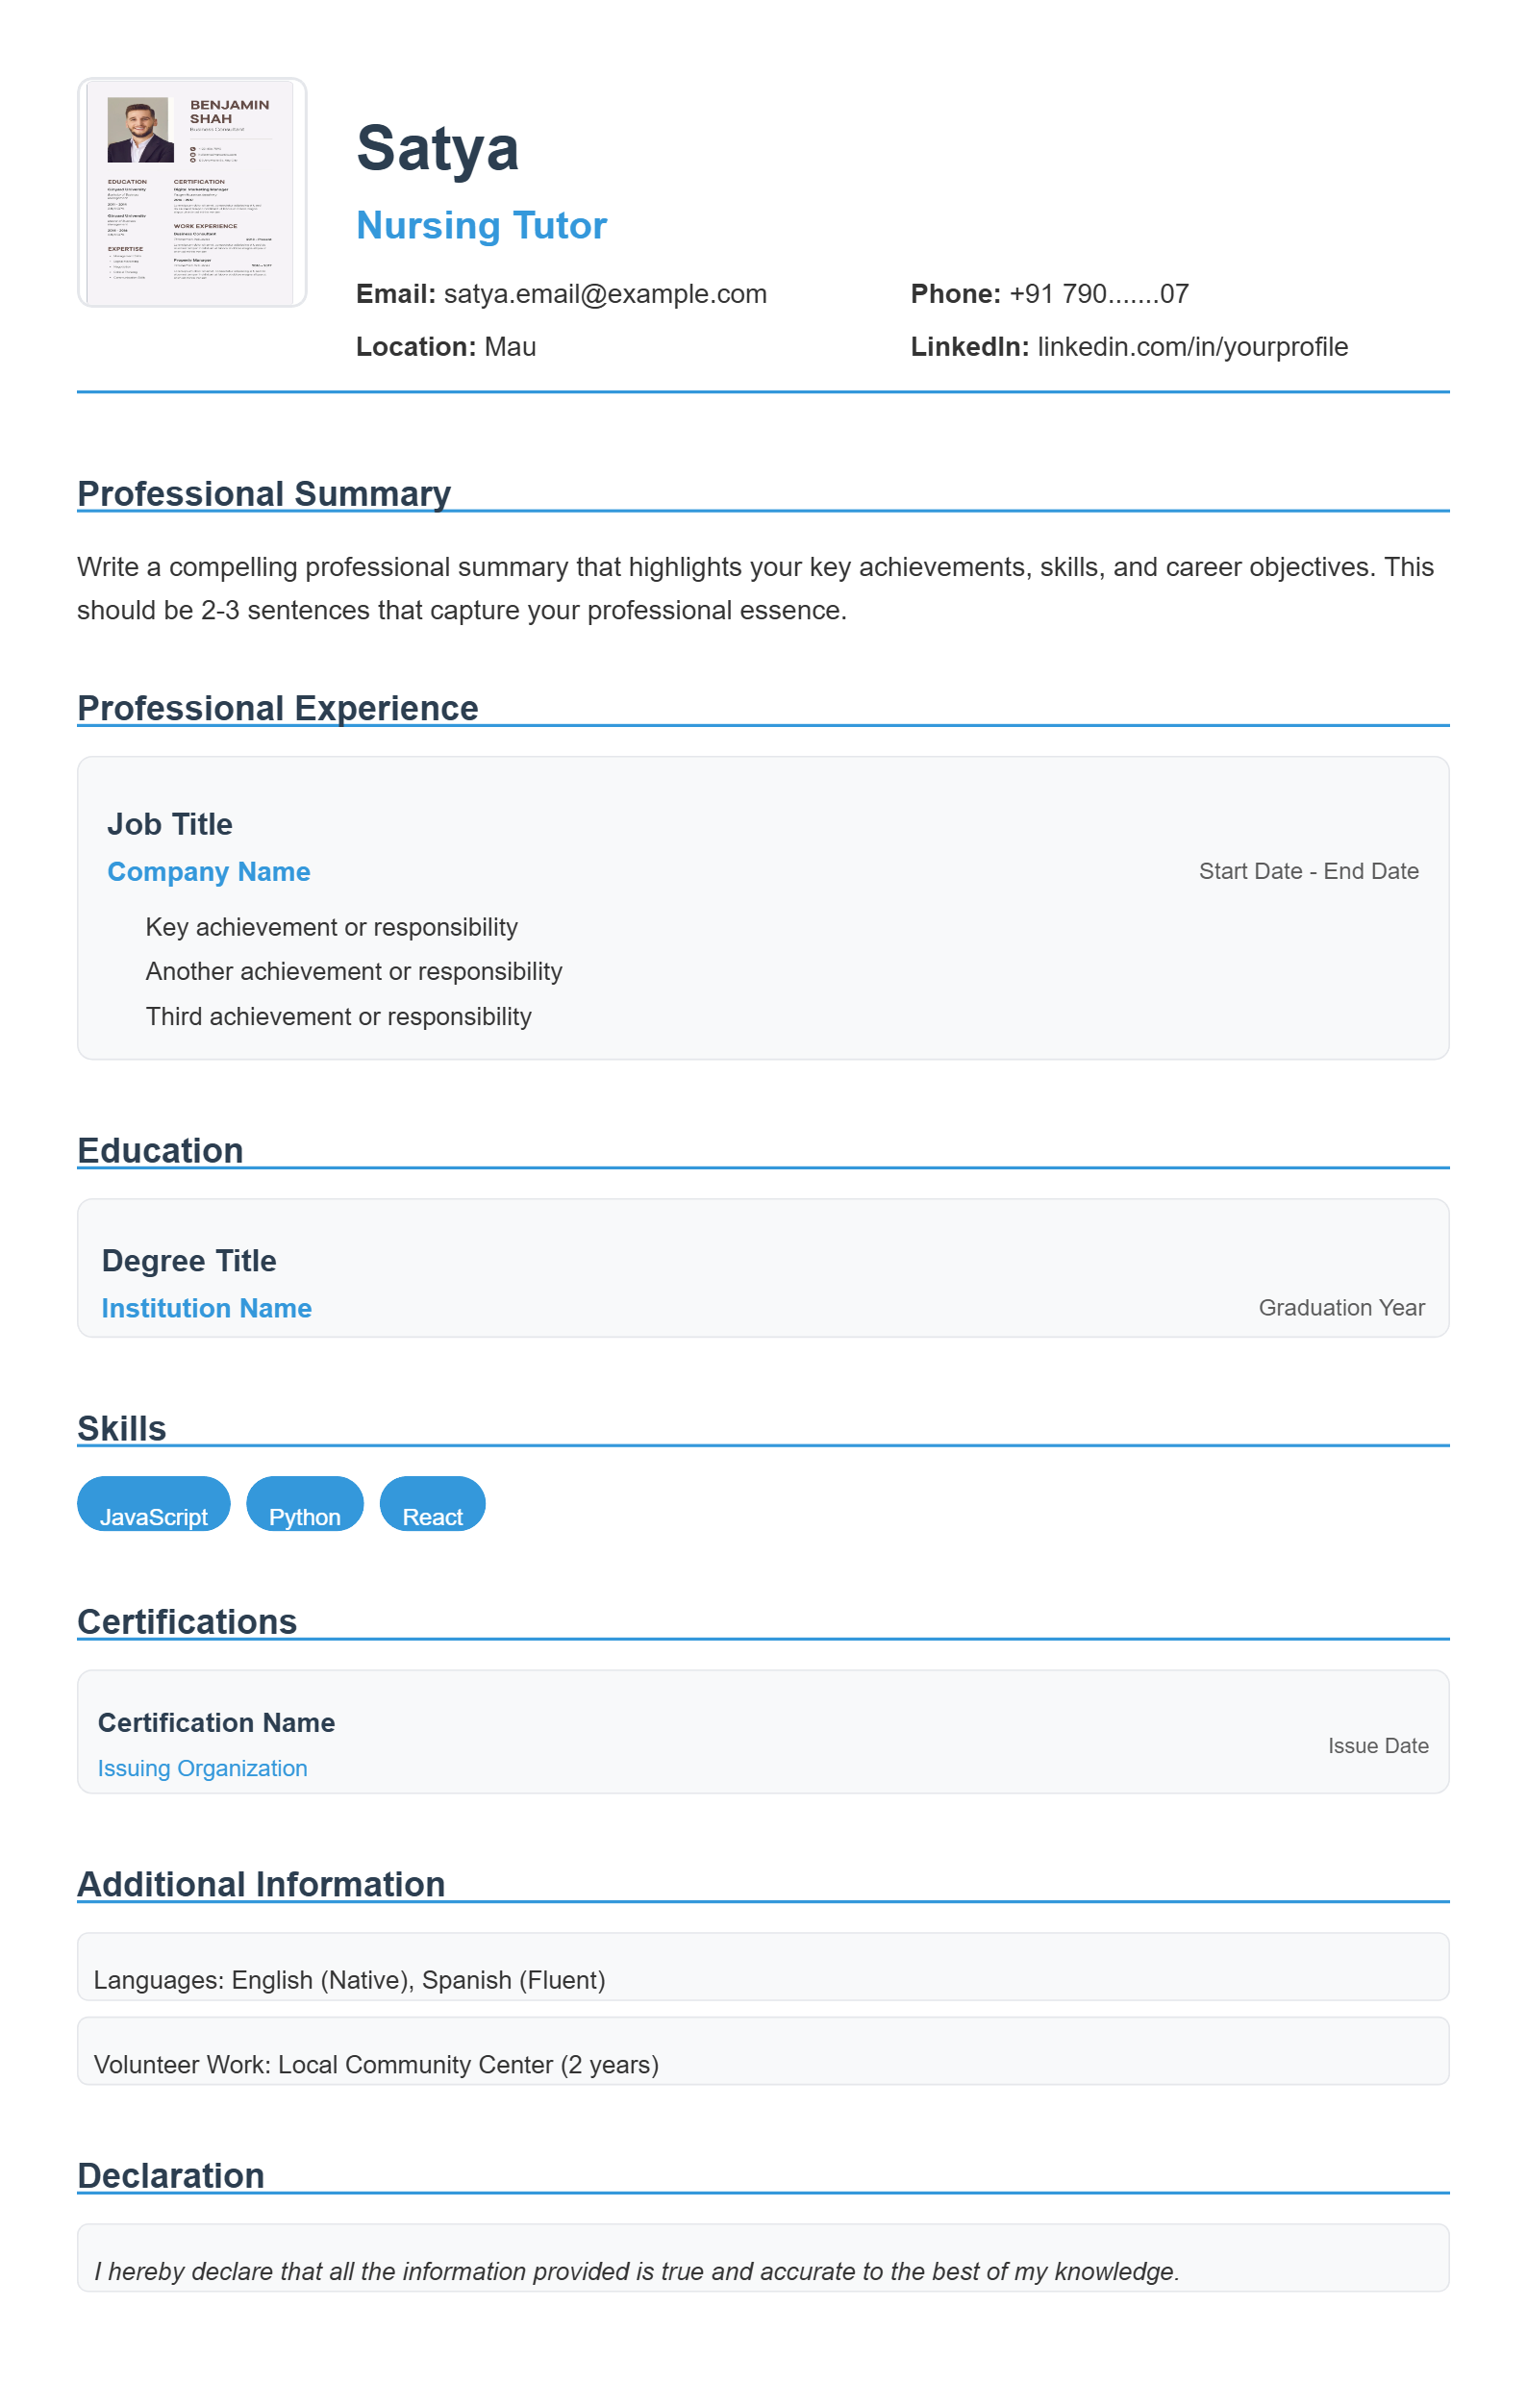 BENJAMIN
SHAH
Business Consultant
EDUCATION
CERTIFICATION
Digital Marketing Manager
WORK EXPERIENCE
Business Consultant
EXPERTISE
Satya
Nursing Tutor
Email: satya.email@example.com
Phone: +91 790.......07
Location: Mau
LinkedIn: linkedin.com/in/yourprofile
Professional Summary
Write a compelling professional summary that highlights your key achievements, skills, and career objectives. This
should be 2-3 sentences that capture your professional essence.
Professional Experience
Job Title
Company Name
Start Date - End Date
Key achievement or responsibility
Another achievement or responsibility
Third achievement or responsibility
Education
Degree Title
Institution Name
Graduation Year
Skills
JavaScript
Python
React
Certifications
Certification Name
Issuing Organization
Issue Date
Additional Information
Languages: English (Native), Spanish (Fluent)
Volunteer Work: Local Community Center (2 years)
Declaration
I hereby declare that all the information provided is true and accurate to the best of my knowledge.